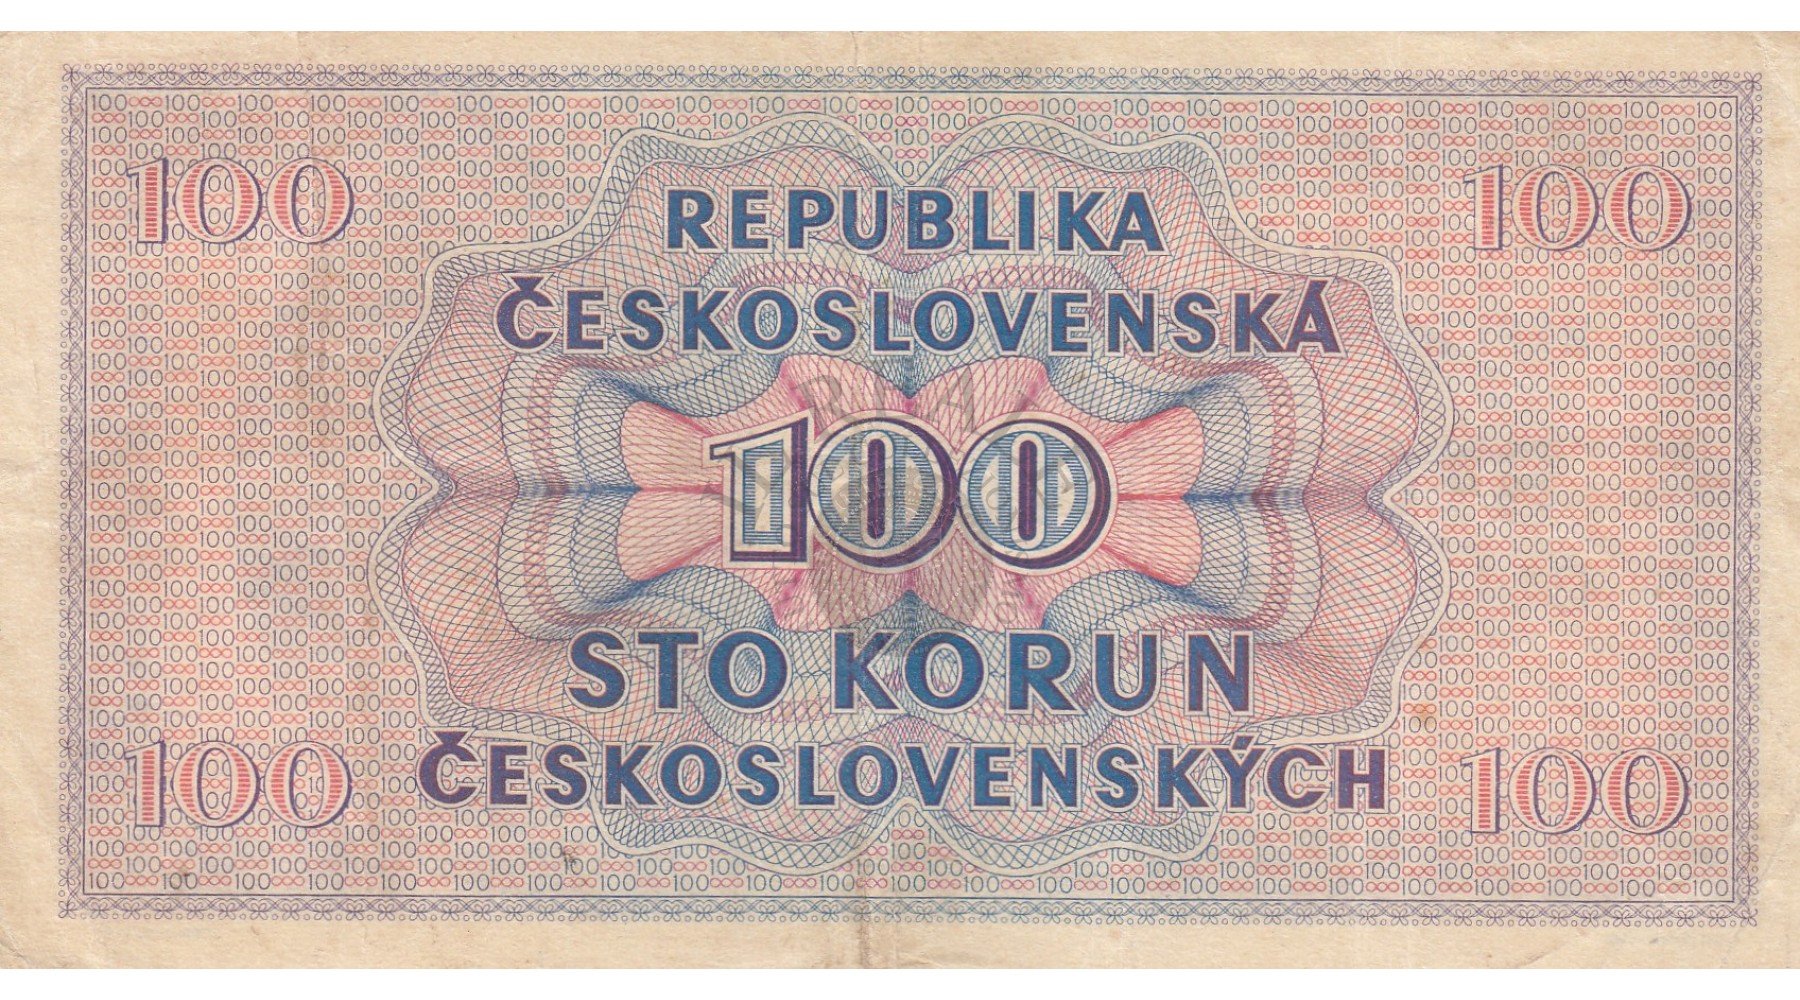 100 100
REPUBLIKA
ČESKOSLOVENSKÁ
100
STO KORUN
ČESKOSLOVENSKÝCH
100 100